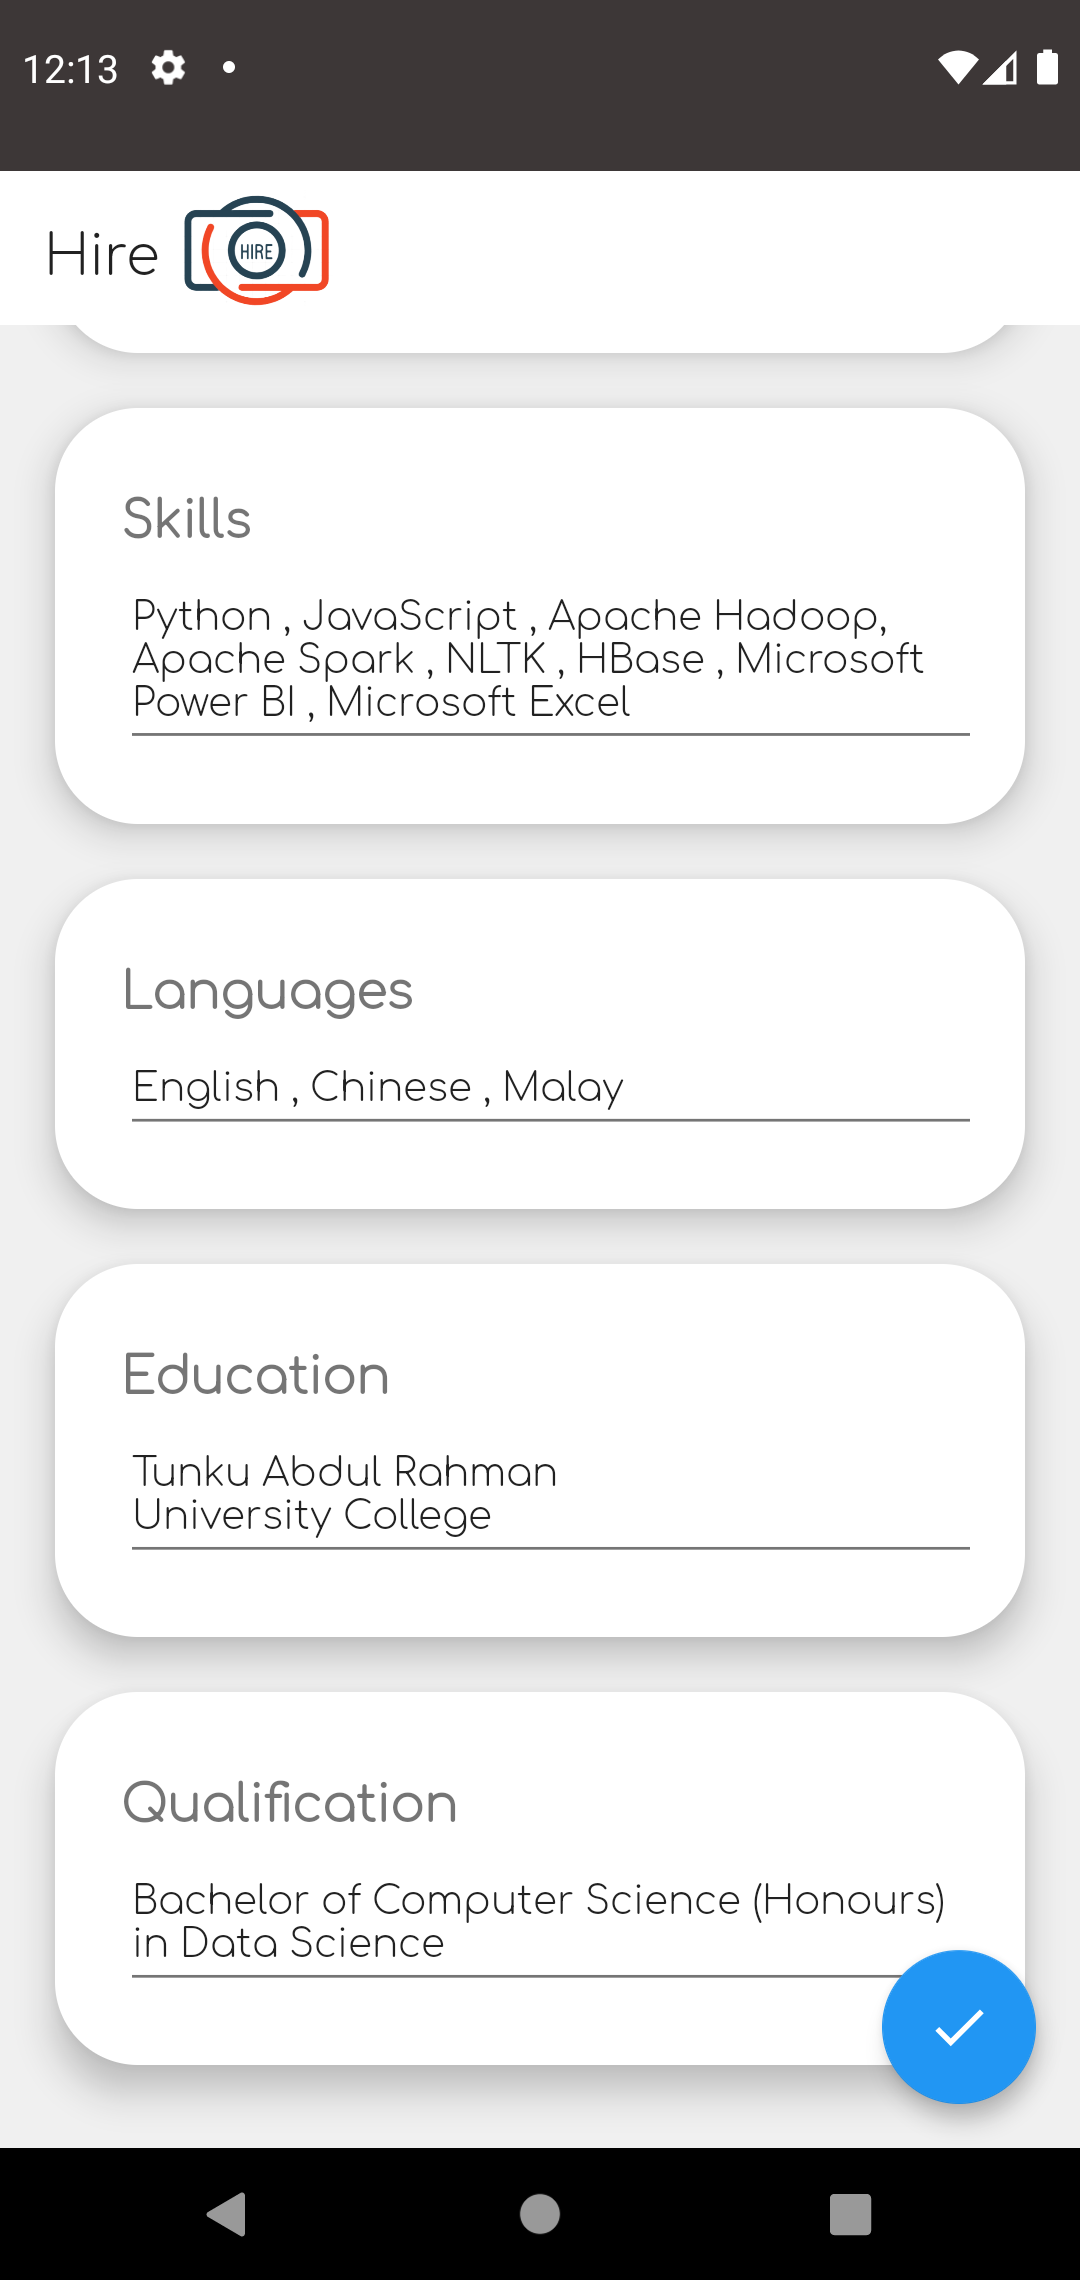 12:13
Hire
HIRE
Skills
Python , JavaScript , Apache Hadoop,
Apache Spark , NLTK , HBase , Microsoft
Power BI , Microsoft Excel
Languages
English , Chinese , Malay
Education
Tunku Abdul Rahman
University College
Qualification
Bachelor of Computer Science (Honours)
in Data Science